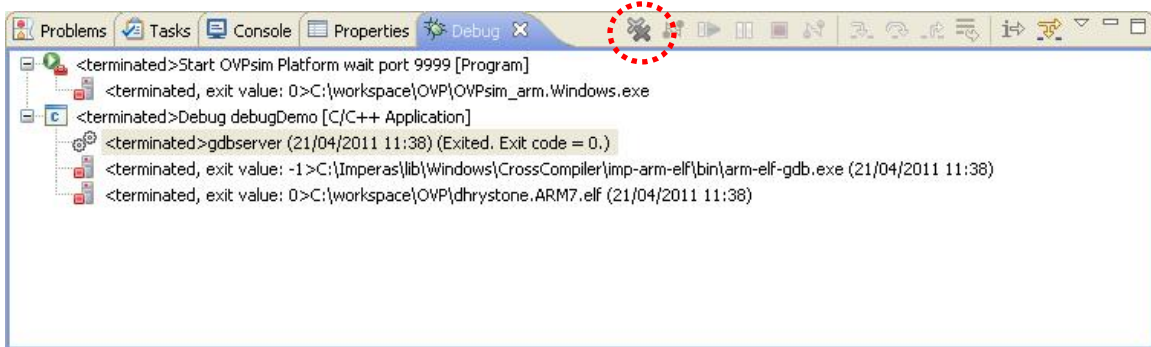 Problems Tasks Console Properties Debug
<terminated>Start OVPsim Platform wait port 9999 [Program]
<terminated, exit value: 0>C:\workspace\OVP\OVPsim_arm.Windows.exe
<terminated>Debug debugDemo [C/C++ Application]
<terminated>gdbserver (21/04/2011 11:38) (Exited. Exit code = 0.)
<terminated, exit value: -1>C:\Imperas\lib\Windows\CrossCompiler\imp-arm-elf\bin\arm-elf-gdb.exe (21/04/2011 11:38)
<terminated, exit value: 0>C:\workspace\OVP\dhrystone.ARM7.elf (21/04/2011 11:38)